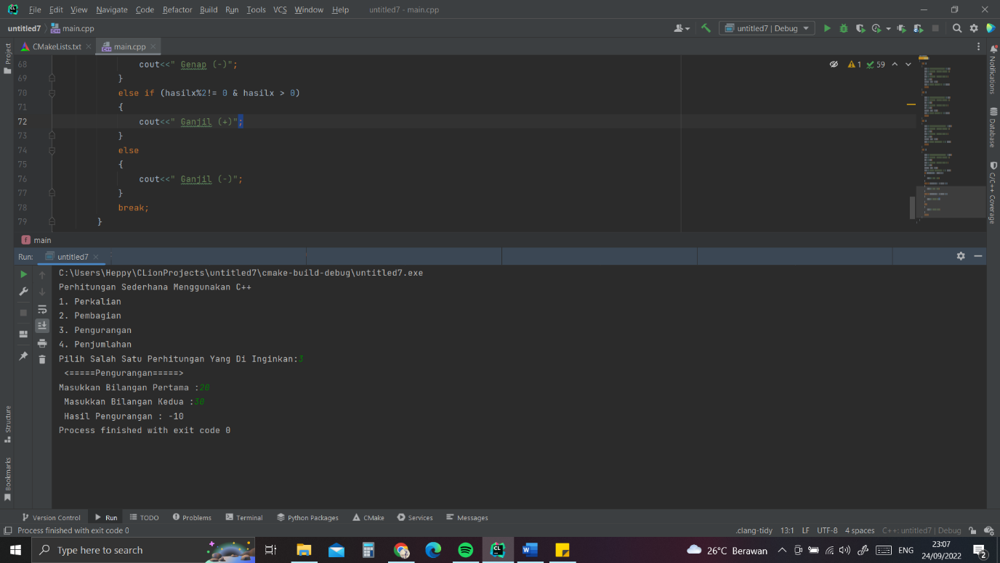 File Edit View Navigate Code Refactor Build Run Tools VCS Window Help untitled7 - main.cpp
untitled7 main.cpp untitled7 | Debug
Project CMakeLists.txt main.cpp
68 cout<<" Genap (-)"; 1 59
69 }
70 else if (hasilx%2!= 0 & hasilx > 0)
71 {
72 cout<<" Ganjil (+)";
73 }
74 else
75 {
76 cout<<" Ganjil (-)";
77 }
78 break;
79 }
Notifications
Database
C/C++ Coverage
main
Run: untitled7
C:\Users\Heppy\CLionProjects\untitled7\cmake-build-debug\untitled7.exe
Perhitungan Sederhana Menggunakan C++
1. Perkalian
2. Pembagian
3. Pengurangan
4. Penjumlahan
Pilih Salah Satu Perhitungan Yang Di Inginkan:3
<=====Pengurangan=====>
Masukkan Bilangan Pertama :20
Masukkan Bilangan Kedua :30
Hasil Pengurangan : -10
Process finished with exit code 0
Structure
Bookmarks
Version Control Run TODO Problems Terminal Python Packages CMake Services Messages
Process finished with exit code 0 .clang-tidy 13:1 LF UTF-8 4 spaces C++: untitled7 | Debug
Type here to search 26°C Berawan ENG 23:07
24/09/2022 2